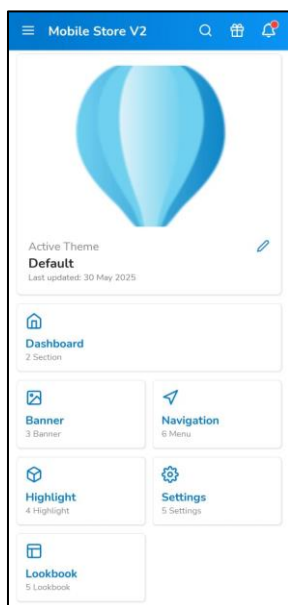 Mobile Store V2
Active Theme
Default
Last updated: 30 May 2025
Dashboard
2 Section
Banner
3 Banner
Navigation
6 Menu
Highlight
4 Highlight
Settings
5 Settings
Lookbook
5 Lookbook